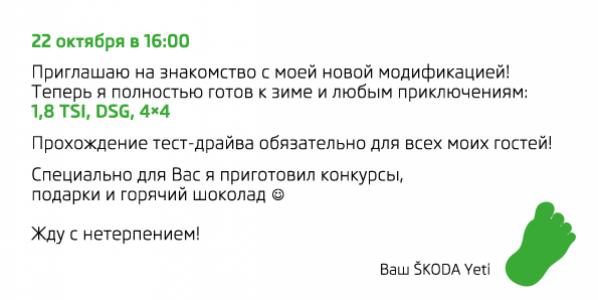 22 октября в 16:00
Приглашаю на знакомство с моей новой модификацией!
Теперь я полностью готов к зиме и любым приключениям:
1,8 TSI, DSG, 4×4
Прохождение тест-драйва обязательно для всех моих гостей!
Специально для Вас я приготовил конкурсы,
подарки и горячий шоколад ☺
Жду с нетерпением!
Ваш ŠKODA Yeti